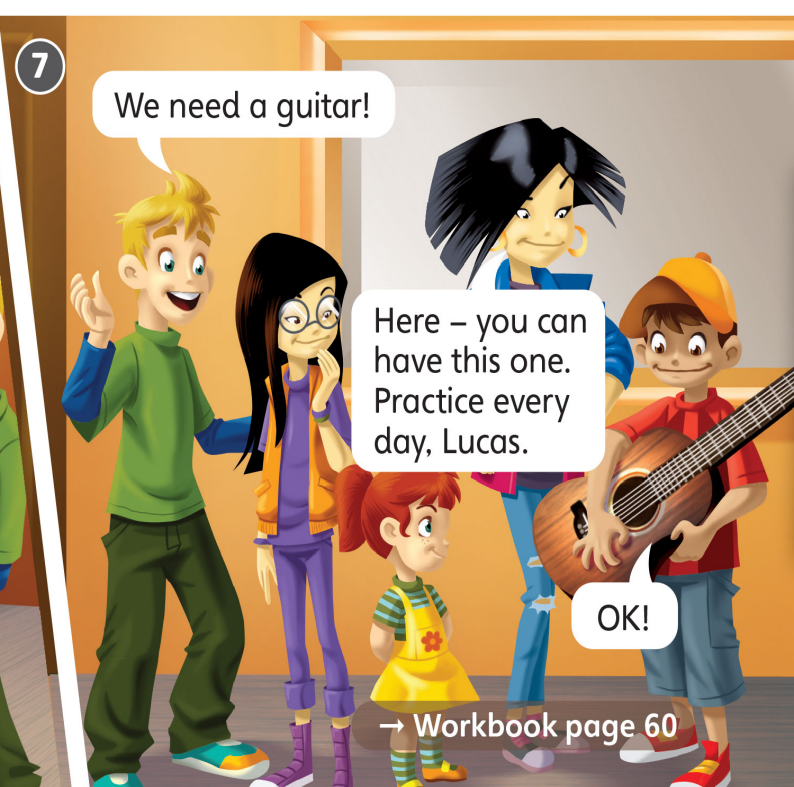 7
We need a guitar!
Here – you can
have this one.
Practice every
day, Lucas.
OK!
→ Workbook page 60